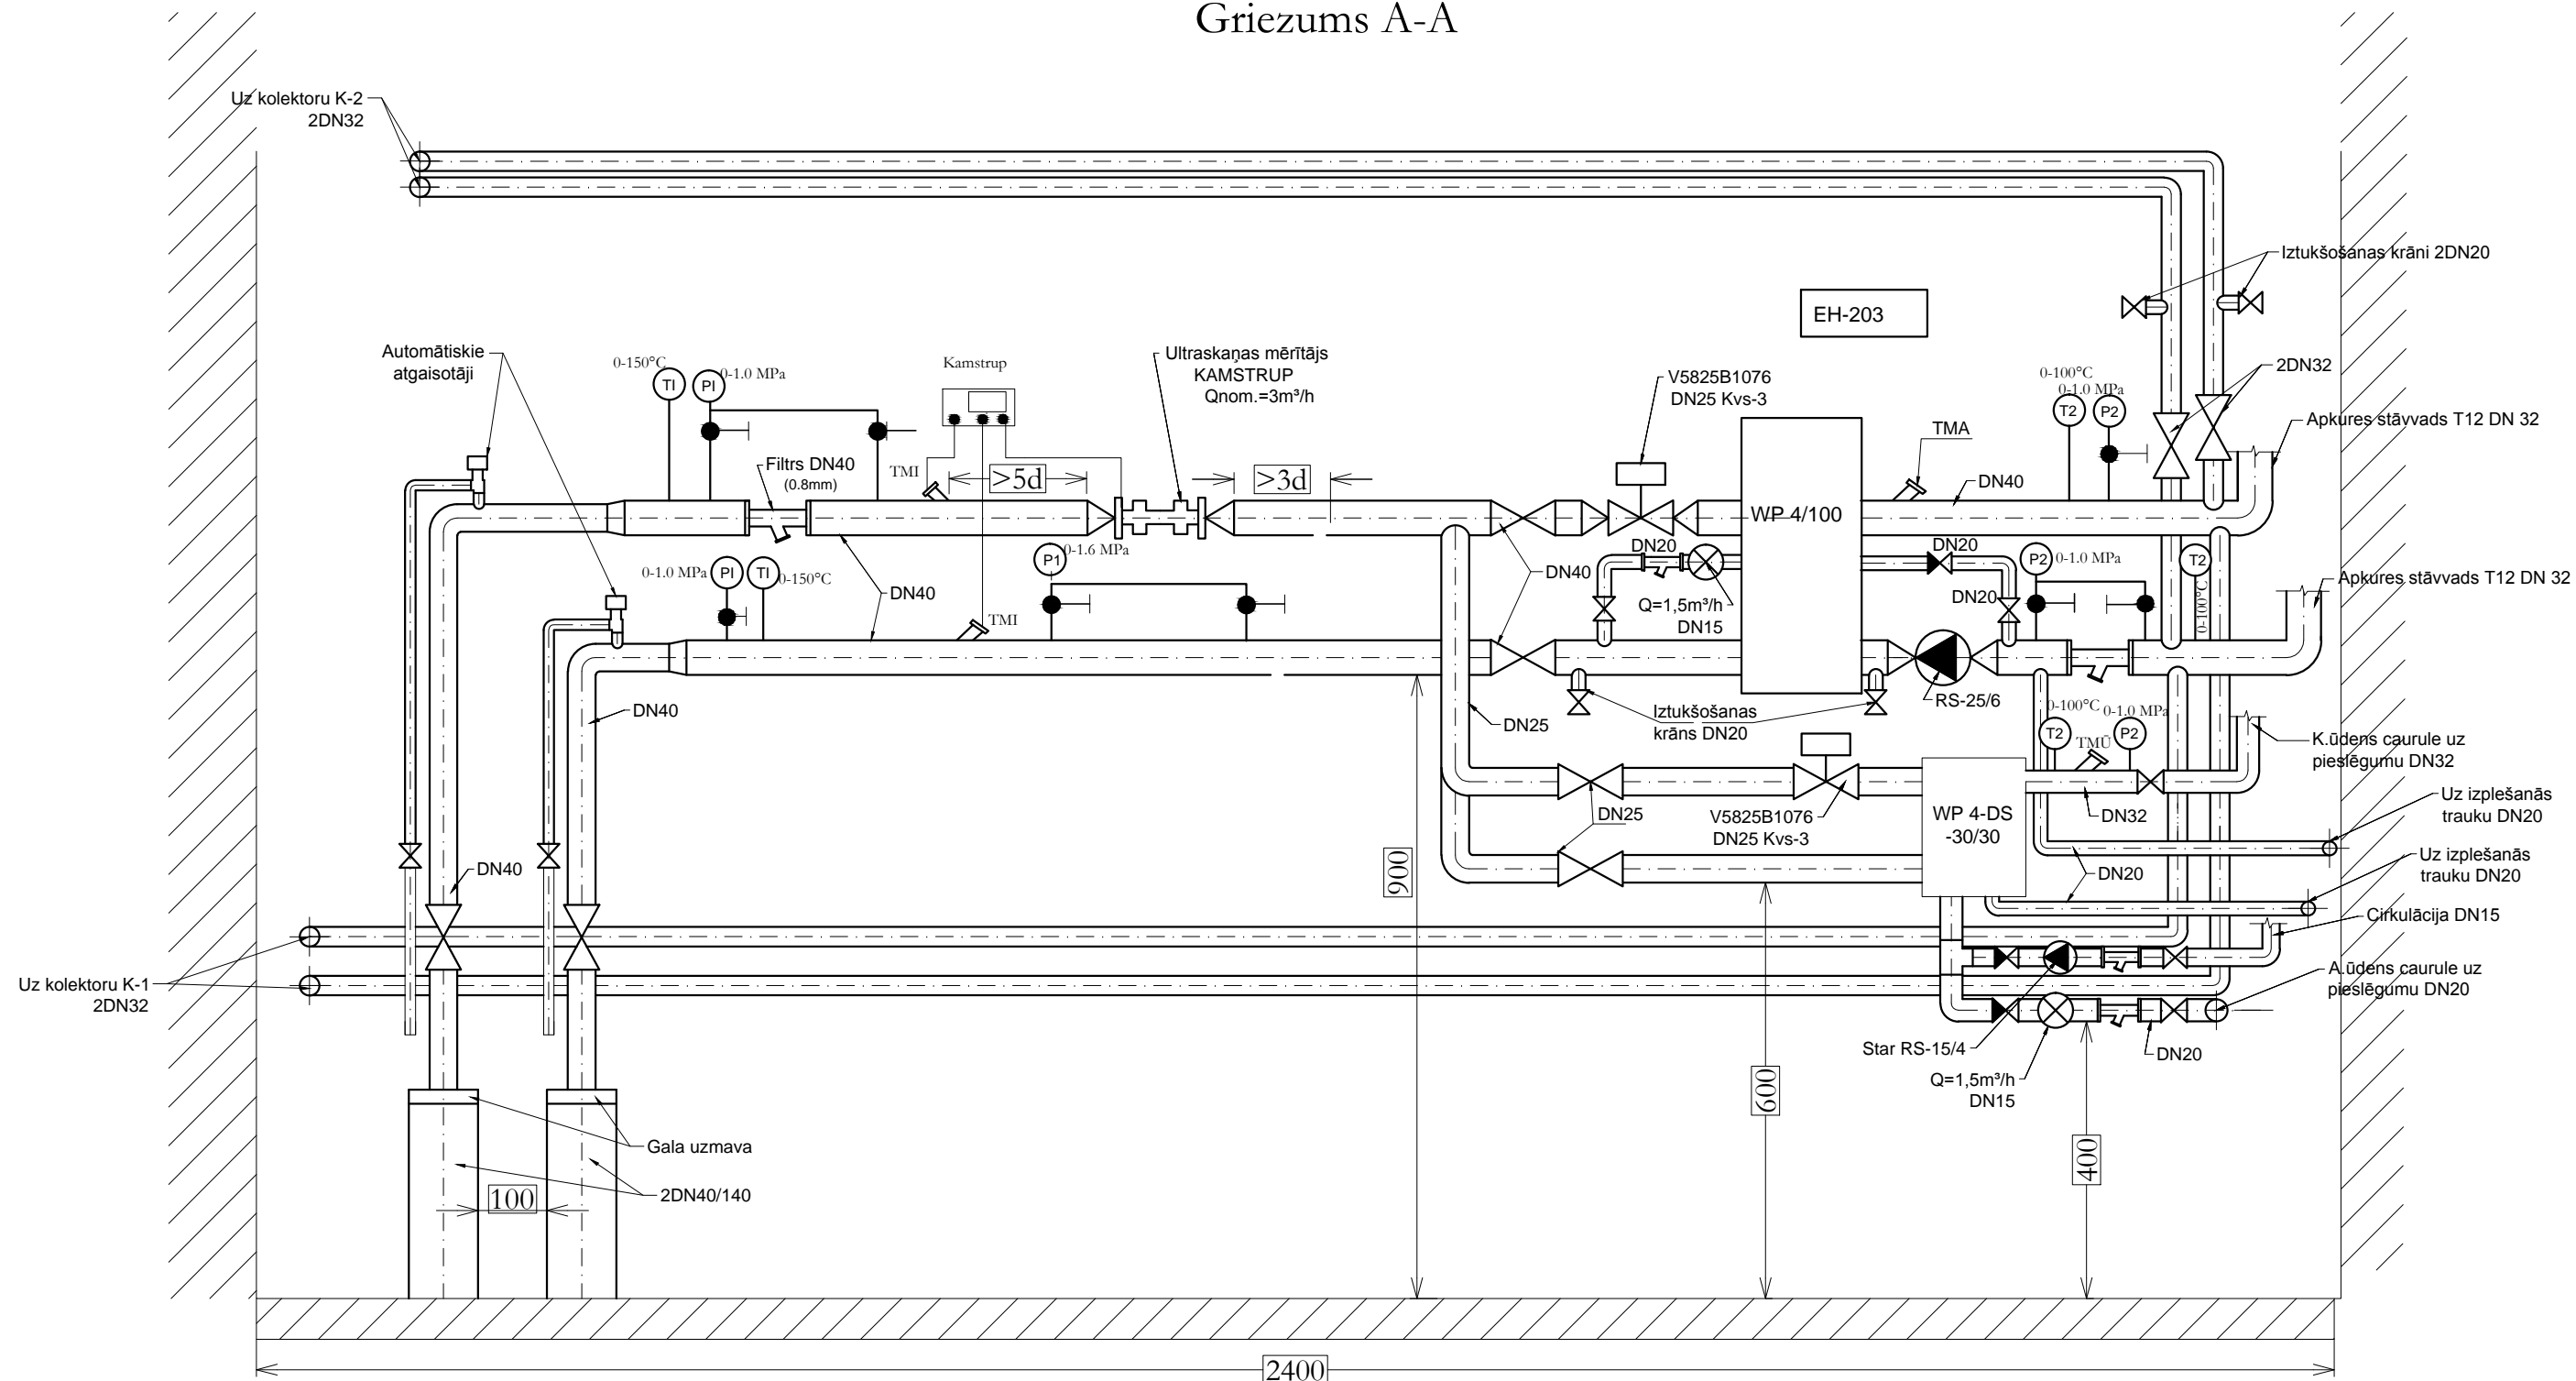 Griezums A-A
Uz kolektoru K-2
2DN32
Iztukšošanas krāni 2DN20
EH-203
Automātiskie
atgaisotāji
0-150°C
TI
PI
0-1.0 MPa
Kamstrup
Ultraskaņas mērītājs
KAMSTRUP
Qnom.=3m³/h
V5825B1076
DN25 Kvs-3
0-100°C
0-1.0 MPa
T2
P2
2DN32
Apkures stāvvads T12 DN 32
TMA
Filtrs DN40
(0.8mm)
TMI
>5d
>3d
DN40
WP 4/100
0-1.0 MPa
PI
TI
0-150°C
P1
0-1.6 MPa
DN40
DN40
DN20
DN20
P2
0-1.0 MPa
T2
0-100°C
Apkures stāvvads T12 DN 32
TMI
Q=1,5m³/h
DN15
DN20
DN40
DN25
Iztukšošanas
krāns DN20
RS-25/6
0-100°C
0-1.0 MPa
T2
TMŪ
P2
K.ūdens caurule uz
pieslēgumu DN32
DN25
V5825B1076
DN25 Kvs-3
WP 4-DS
-30/30
DN32
Uz izplešanās
trauku DN20
DN40
900
DN20
Uz izplešanās
trauku DN20
Cirkulācija DN15
Uz kolektoru K-1
2DN32
A.ūdens caurule uz
pieslēgumu DN20
Star RS-15/4
DN20
Q=1,5m³/h
DN15
600
400
Gala uzmava
2DN40/140
100
2400